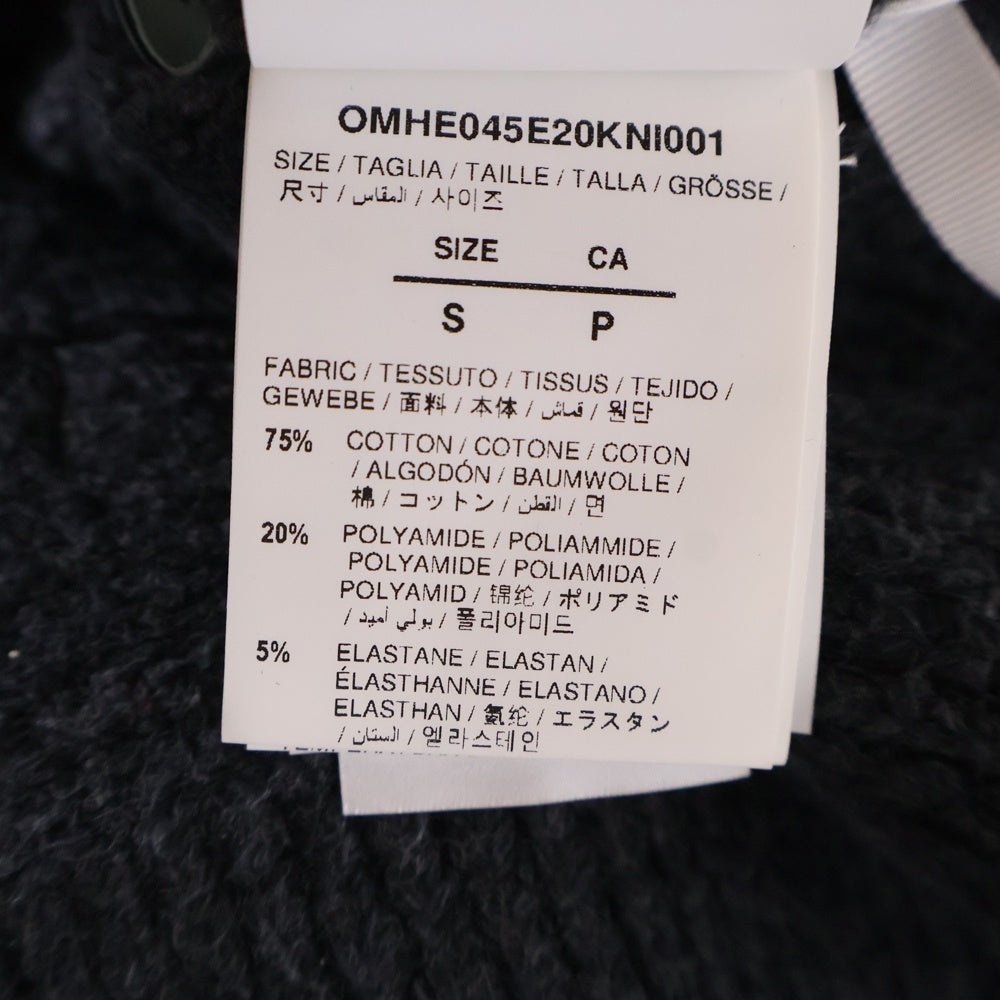 OMHE045E20KNI001
SIZE / TAGLIA / TAILLE / TALLA / GRÖSSE /
尺寸 / المقاس / 사이즈
SIZE CA
S P
FABRIC / TESSUTO / TISSUS / TEJIDO /
GEWEBE / 面料 / 本体 / قماش / 원단
75% COTTON / COTONE / COTON
/ ALGODÓN / BAUMWOLLE /
棉 / コットン / القطن / 면
20% POLYAMIDE / POLIAMMIDE /
POLYAMIDE / POLIAMIDA /
POLYAMID / 锦纶 / ポリアミド
/ بولي أميد / 폴리아미드
5% ELASTANE / ELASTAN /
ÉLASTHANNE / ELASTANO /
ELASTHAN / 氨纶 / エラスタン
/ الستان / 엘라스테인